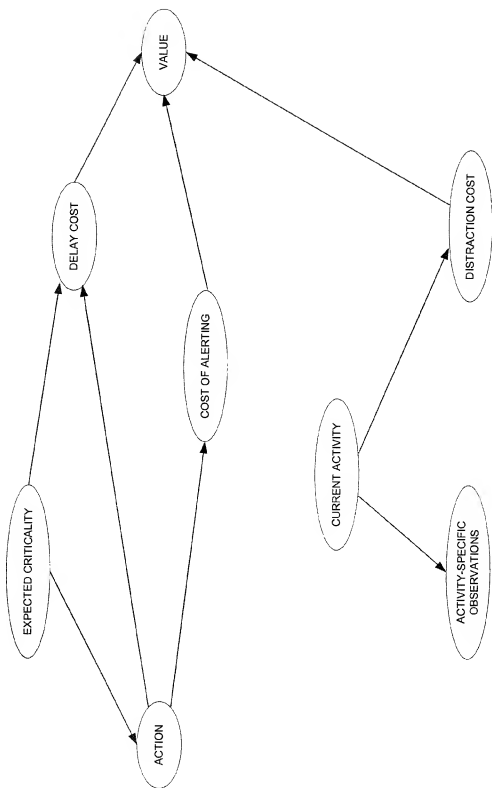 EXPECTED CRITICALITY
DELAY COST
VALUE
ACTION
COST OF ALERTING
CURRENT ACTIVITY
ACTIVITY-SPECIFIC
OBSERVATIONS
DISTRACTION COST